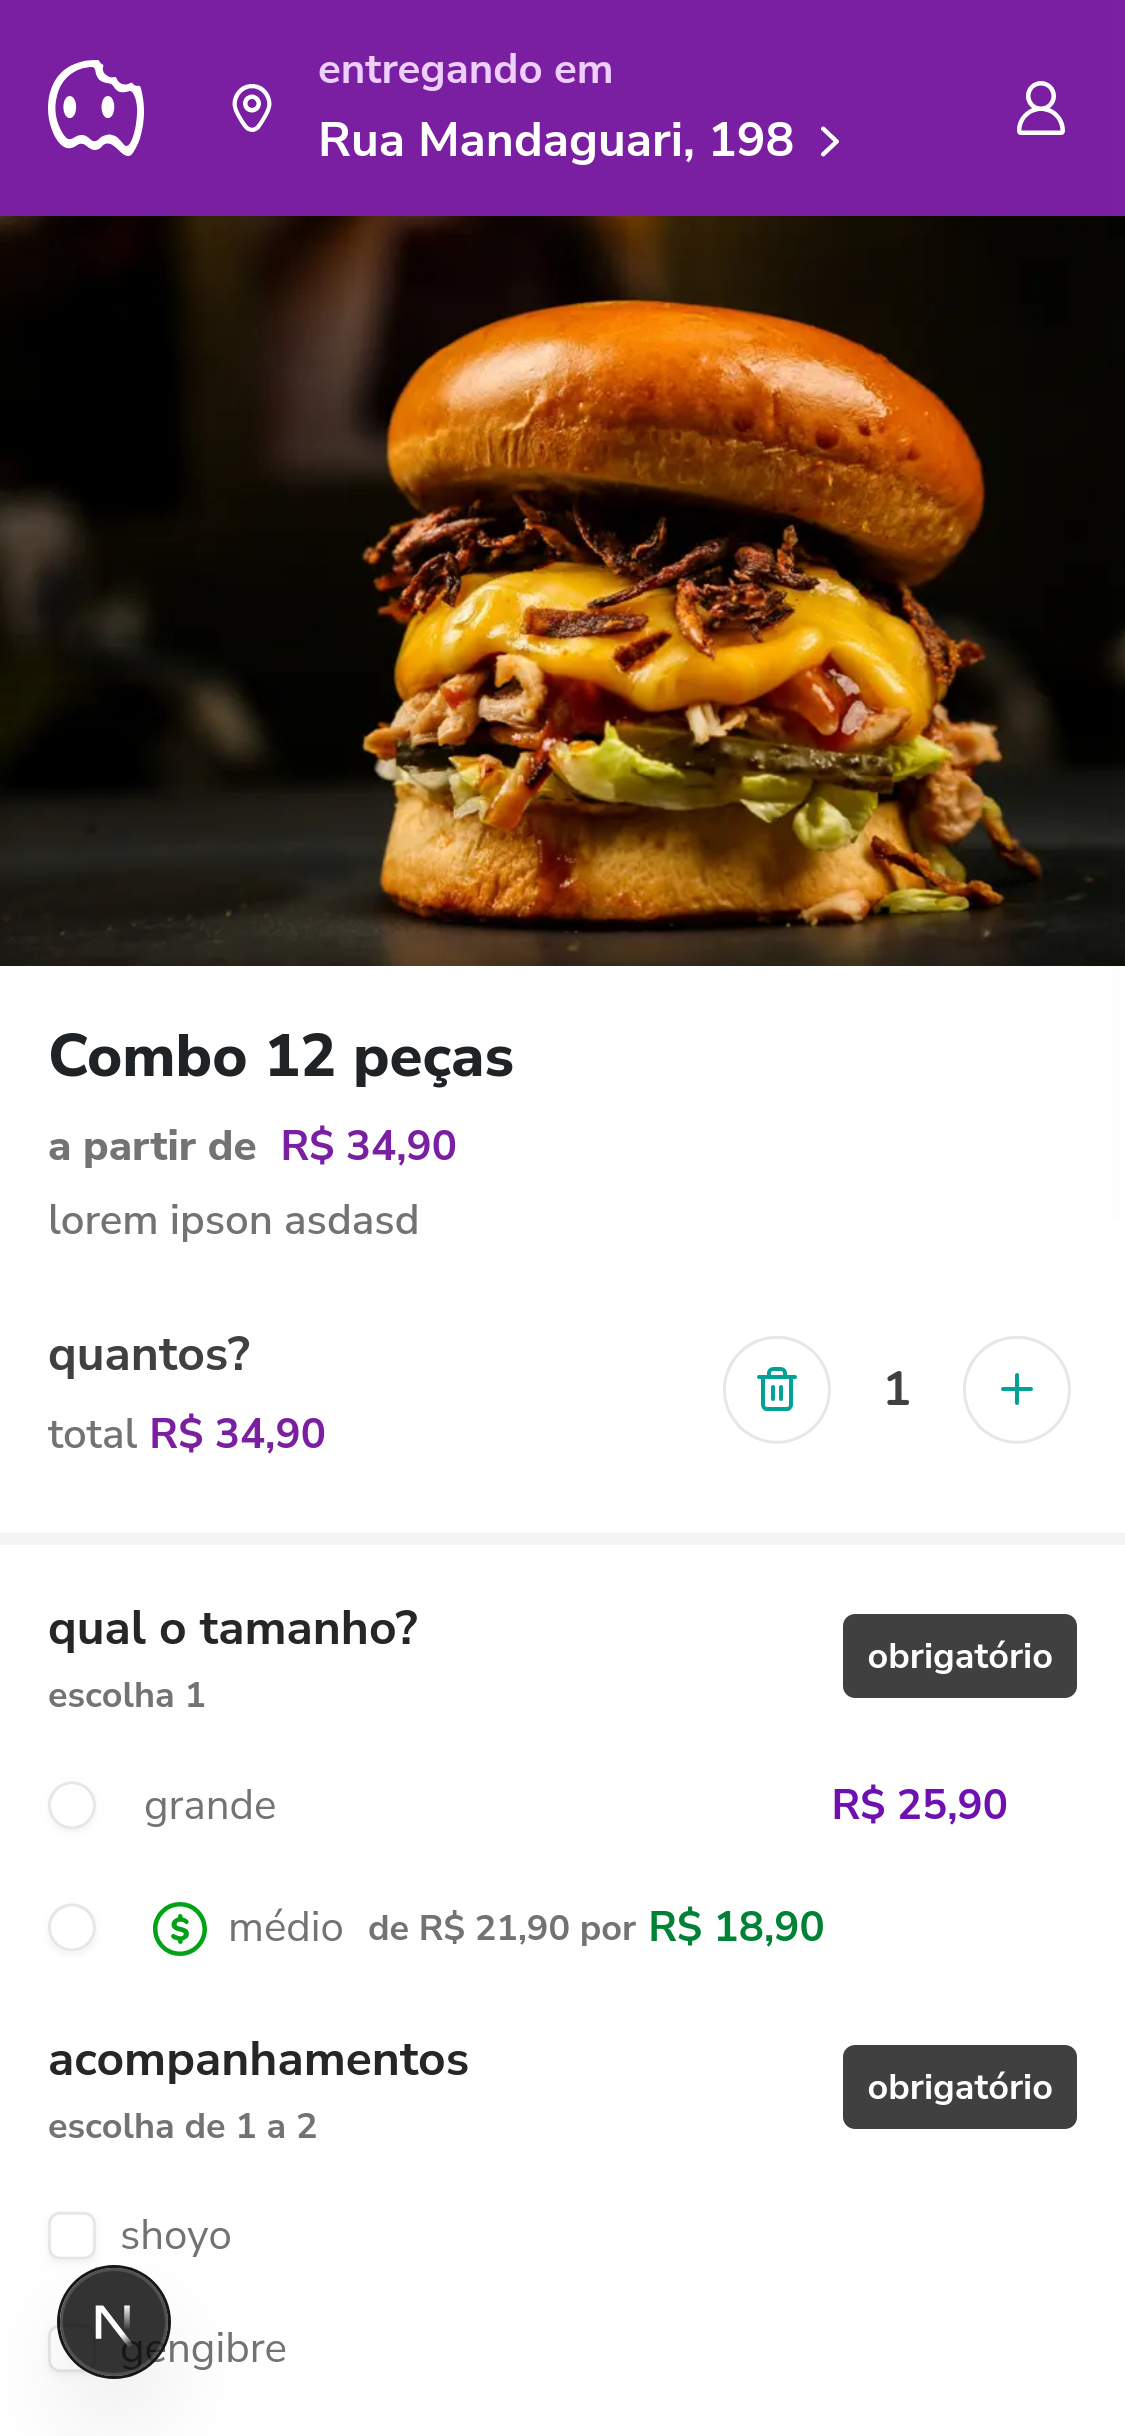 entregando em
Rua Mandaguari, 198
Combo 12 peças
a partir de R$ 34,90
lorem ipson asdasd
quantos?
total R$ 34,90
1
qual o tamanho?
escolha 1
obrigatório
grande R$ 25,90
médio de R$ 21,90 por R$ 18,90
acompanhamentos
escolha de 1 a 2
obrigatório
shoyo
N
gengibre